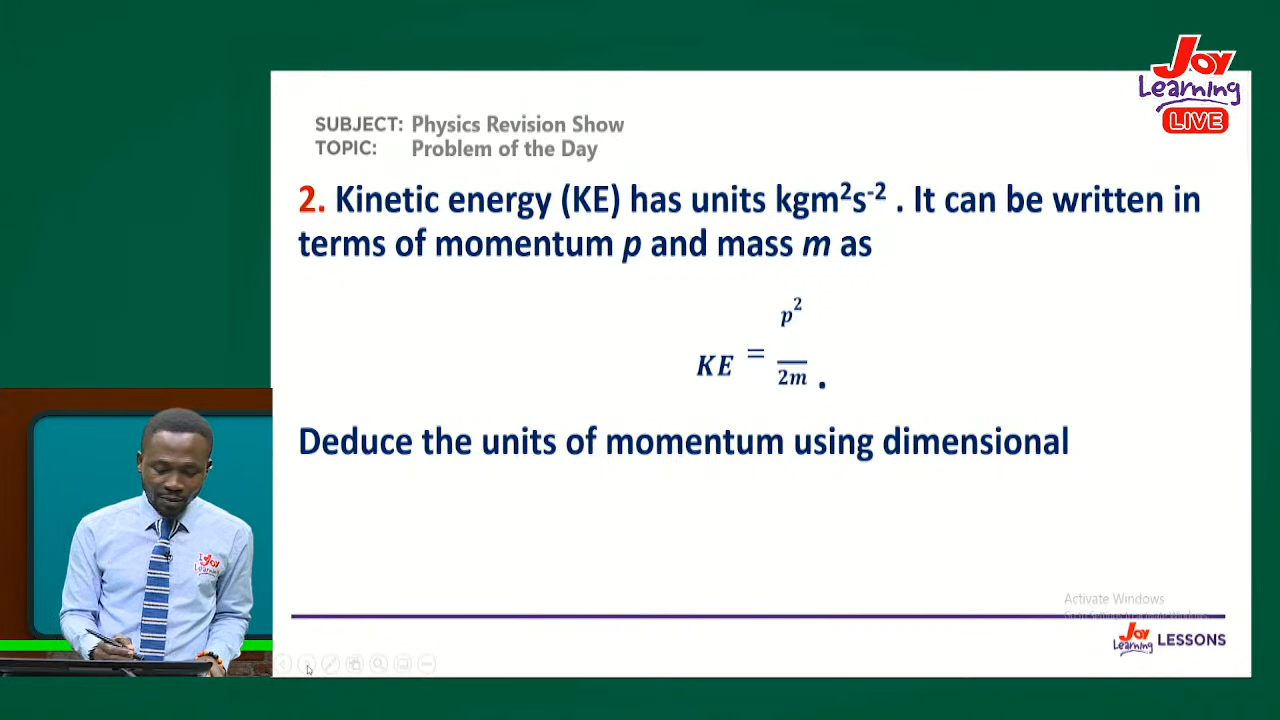 Joy
Learning
LIVE
SUBJECT: Physics Revision Show
TOPIC: Problem of the Day
2. Kinetic energy (KE) has units kgm²s⁻² . It can be written in
terms of momentum p and mass m as
KE = p²/2m .
Deduce the units of momentum using dimensional
Activate Windows
Joy
Learning
LESSONS
Joy
Learning